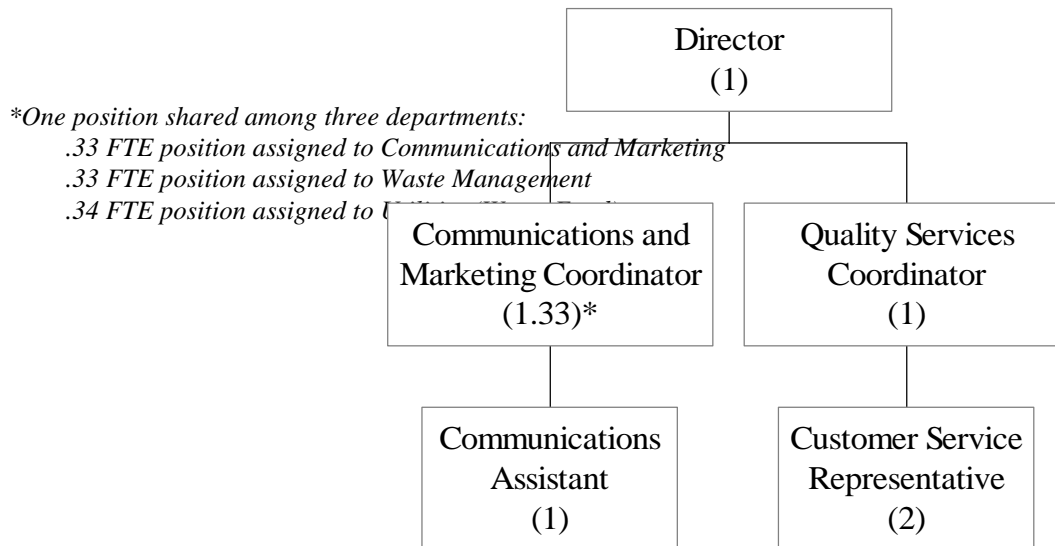 Director
(1)
*One position shared among three departments:
.33 FTE position assigned to Communications and Marketing
.33 FTE position assigned to Waste Management
.34 FTE position assigned to
Communications and
Marketing Coordinator
(1.33)*
Quality Services
Coordinator
(1)
Communications
Assistant
(1)
Customer Service
Representative
(2)